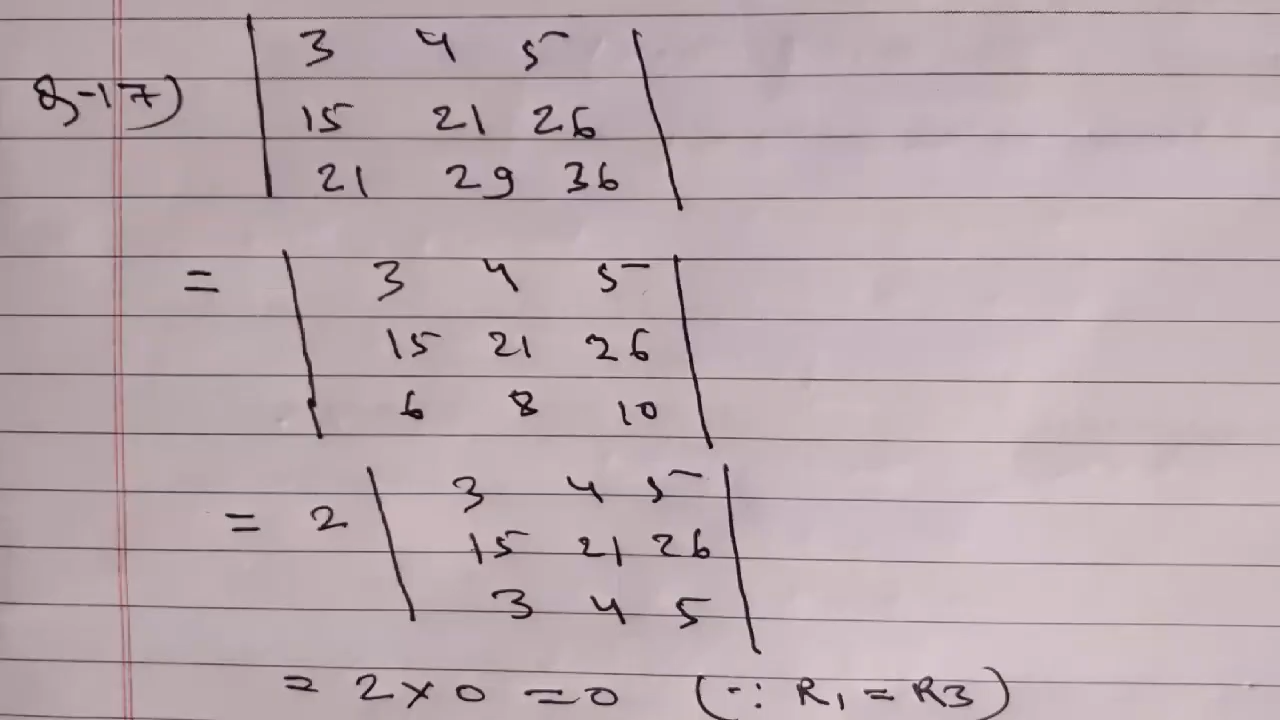 3 4 5
Q-17)
15 21 26
21 29 36
= 3 4 5
15 21 26
6 8 10
= 2 3 4 5
15 21 26
3 4 5
= 2 × 0 = 0 (∵ R1 = R3)